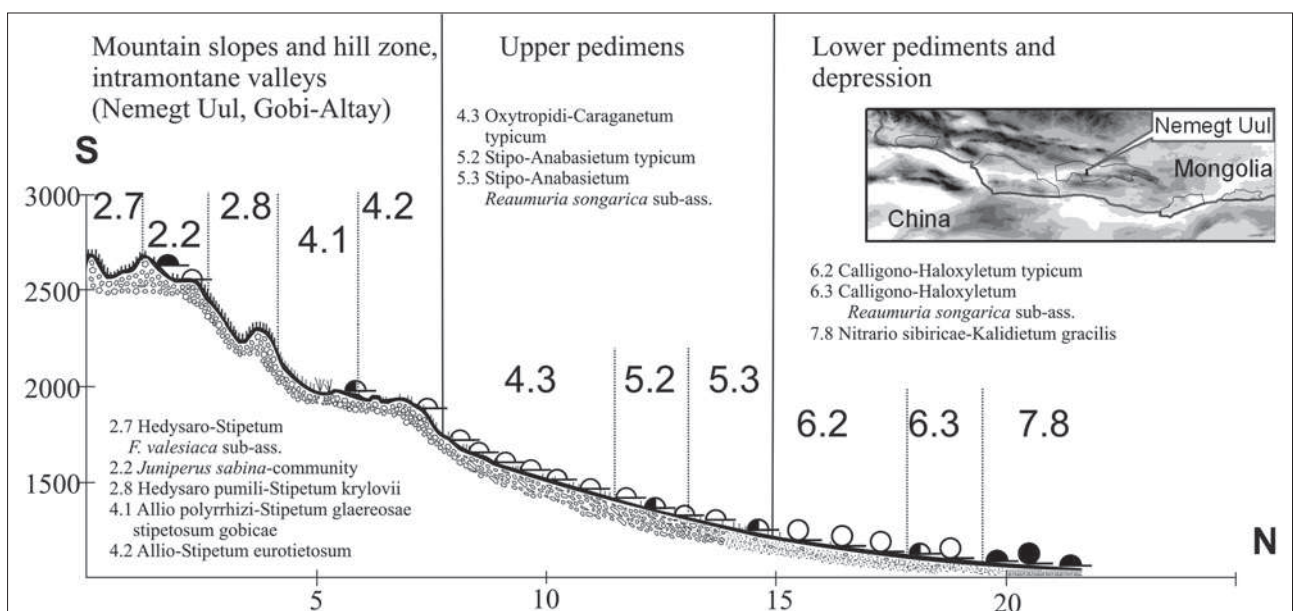 Mountain slopes and hill zone,
intramontane valleys
(Nemegt Uul, Gobi-Altay)
Upper pedimens
4.3 Oxytropidi-Caraganetum
typicum
5.2 Stipo-Anabasietum typicum
5.3 Stipo-Anabasietum
Reaumuria songarica sub-ass.
Lower pediments and
depression
Nemegt Uul
Mongolia
China
6.2 Calligono-Haloxyletum typicum
6.3 Calligono-Haloxyletum
Reaumuria songarica sub-ass.
7.8 Nitrario sibiricae-Kalidietum gracilis
S
3000
2500
2000
1500
2.7
2.2
2.8
4.1
4.2
4.3
5.2
5.3
6.2
6.3
7.8
2.7 Hedysaro-Stipetum
F. valesiaca sub-ass.
2.2 Juniperus sabina-community
2.8 Hedysaro pumili-Stipetum krylovii
4.1 Allio polyrrhizi-Stipetum glaereosae
stipetosum gobicae
4.2 Allio-Stipetum eurotietosum
N
5
10
15
20